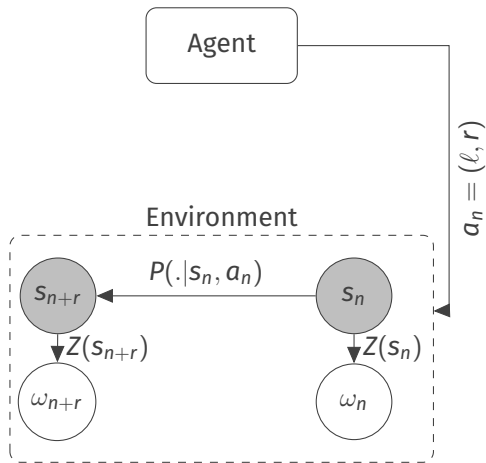 Agent
a_n = (ℓ, r)
Environment
P(.|s_n, a_n)
s_{n+r}
s_n
Z(s_{n+r})
Z(s_n)
ω_{n+r}
ω_n